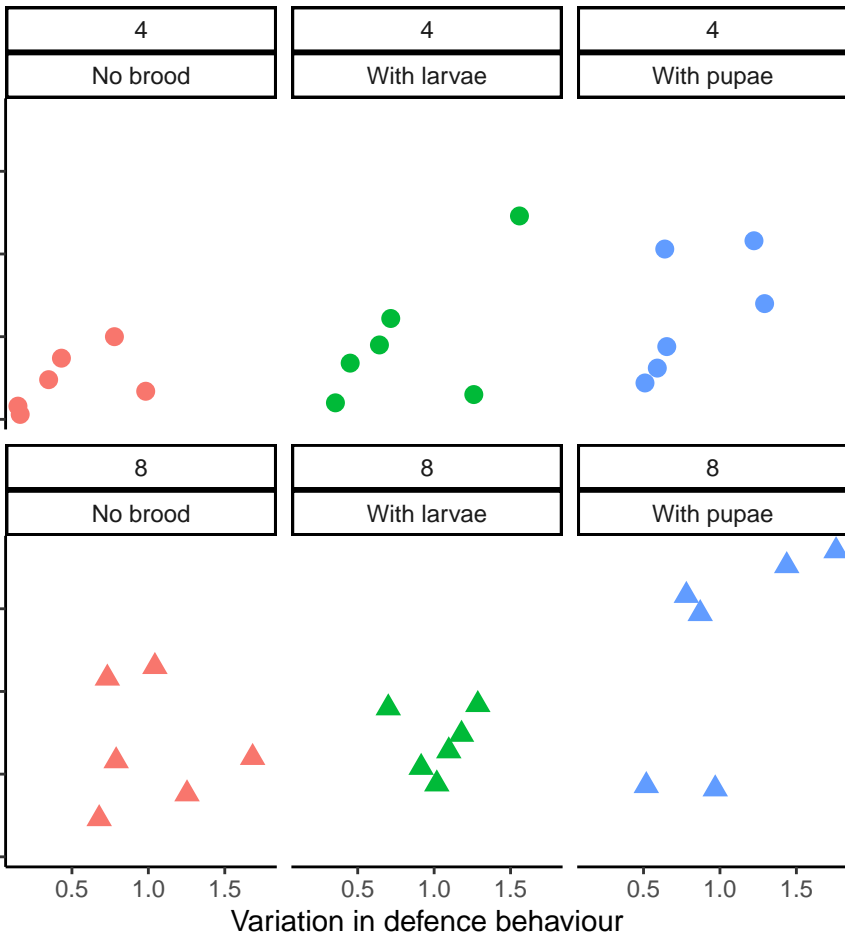 4 4 4
No brood With larvae With pupae
8 8 8
No brood With larvae With pupae
0.5 1.0 1.5 0.5 1.0 1.5 0.5 1.0 1.5
Variation in defence behaviour